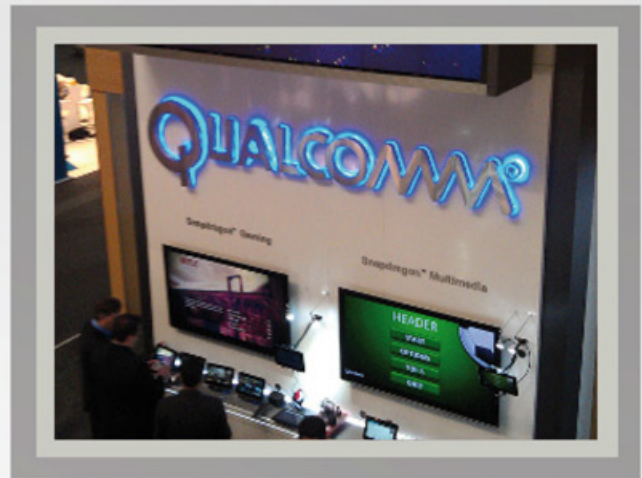 QUALCOMM
Snapdragon™ Gaming
Snapdragon™ Multimedia
HEADER
START
OPTIONS
QUIT